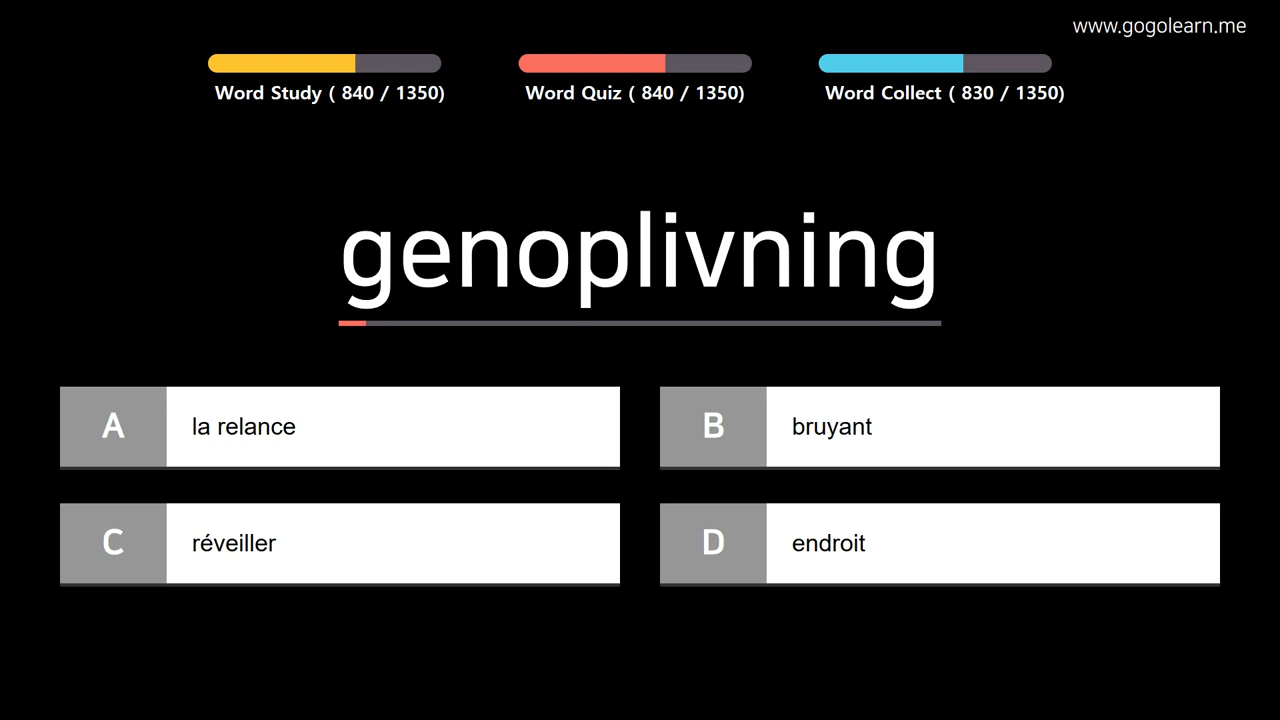 www.gogolearn.me
Word Study ( 840 / 1350)
Word Quiz ( 840 / 1350)
Word Collect ( 830 / 1350)
genoplivning
A
la relance
B
bruyant
C
réveiller
D
endroit